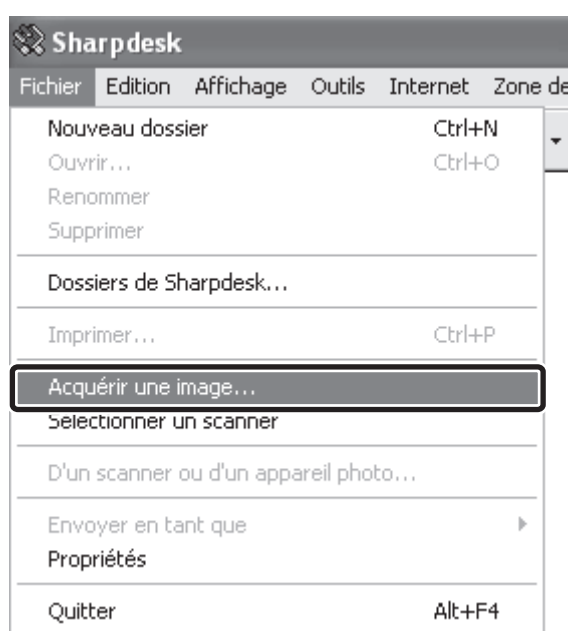 Sharpdesk
Fichier Edition Affichage Outils Internet Zone de
Nouveau dossier Ctrl+N
Ouvrir... Ctrl+O
Renommer
Supprimer
Dossiers de Sharpdesk...
Imprimer... Ctrl+P
Acquérir une image...
Sélectionner un scanner
D'un scanner ou d'un appareil photo...
Envoyer en tant que
Propriétés
Quitter Alt+F4